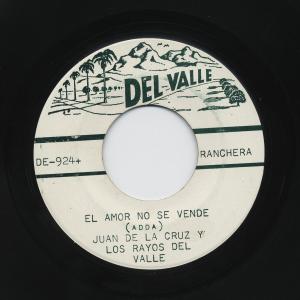 DEL VALLE
DE-924+ RANCHERA
EL AMOR NO SE VENDE
(ADDA)
JUAN DE LA CRUZ Y
LOS RAYOS DEL
VALLE